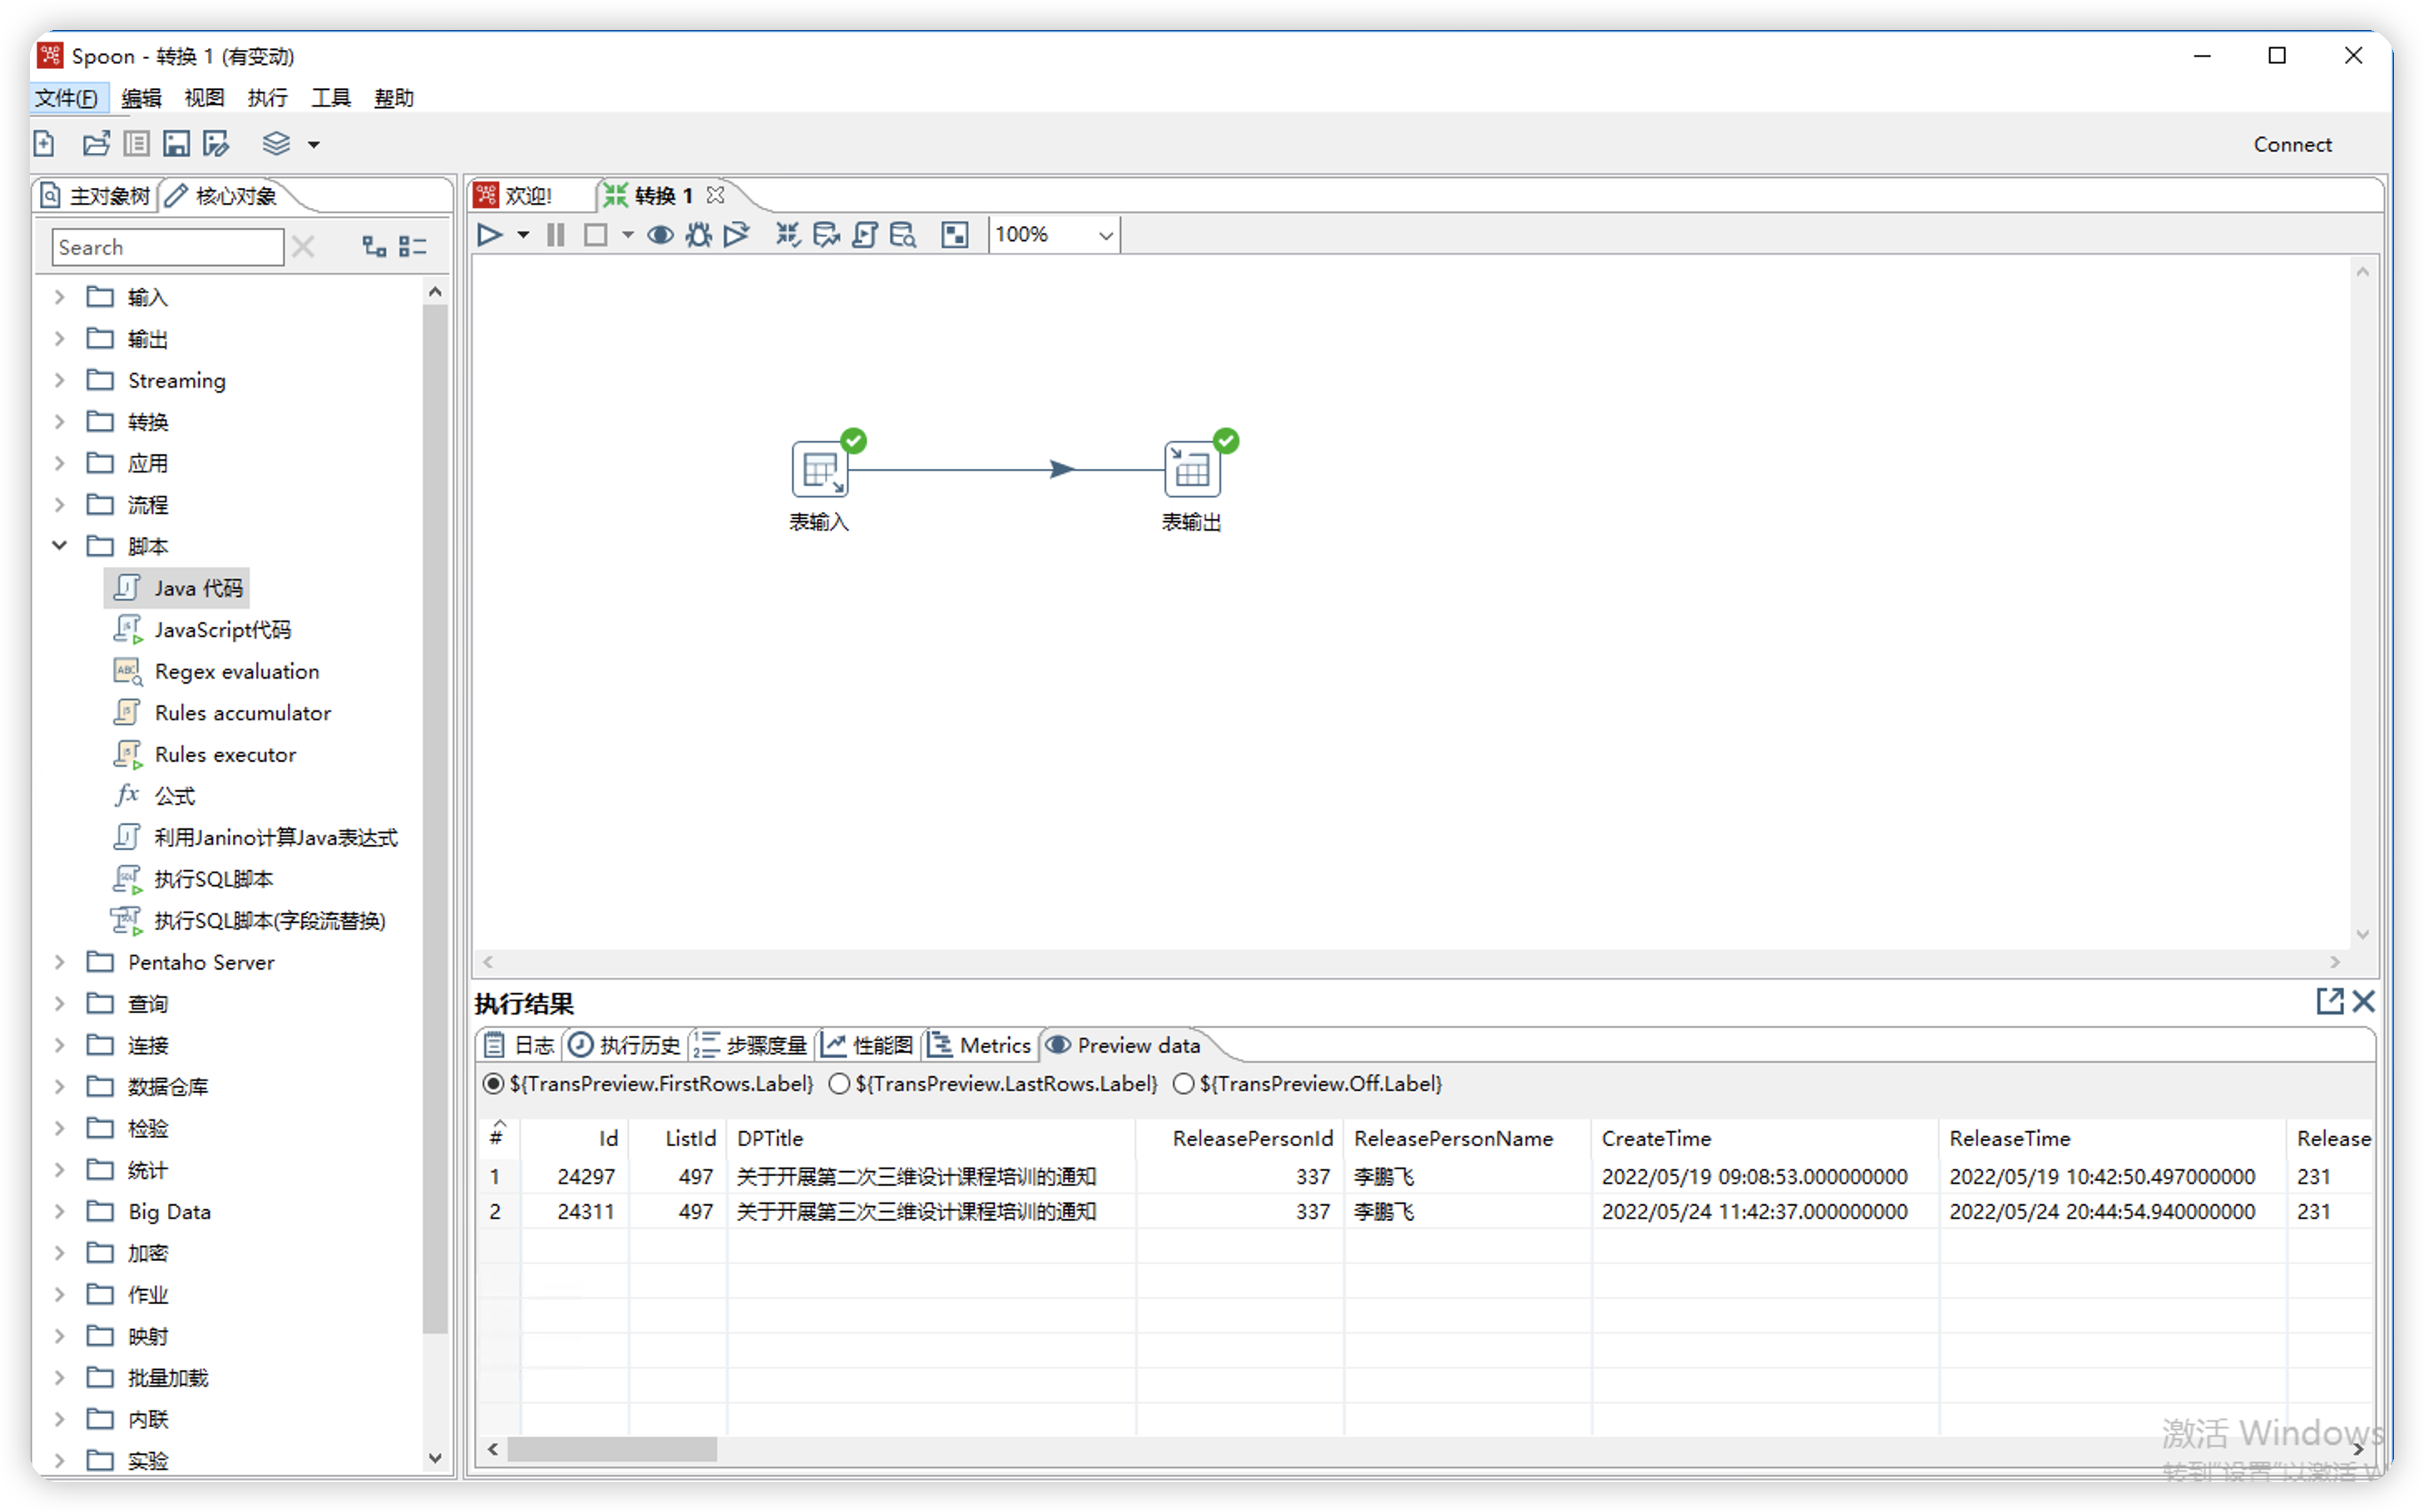 Spoon - 转换 1 (有变动)
文件(F) 编辑 视图 执行 工具 帮助
Connect
主对象树 核心对象
Search
输入
输出
Streaming
转换
应用
流程
脚本
Java 代码
JavaScript代码
Regex evaluation
Rules accumulator
Rules executor
公式
利用Janino计算Java表达式
执行SQL脚本
执行SQL脚本(字段流替换)
Pentaho Server
查询
连接
数据仓库
检验
统计
Big Data
加密
作业
映射
批量加载
内联
实验
欢迎! 转换 1
100%
表输入 表输出
执行结果
日志 执行历史 步骤度量 性能图 Metrics Preview data
${TransPreview.FirstRows.Label} ${TransPreview.LastRows.Label} ${TransPreview.Off.Label}
# Id ListId DPTitle ReleasePersonId ReleasePersonName CreateTime ReleaseTime Release
1 24297 497 关于开展第二次三维设计课程培训的通知 337 李鹏飞 2022/05/19 09:08:53.000000000 2022/05/19 10:42:50.497000000 231
2 24311 497 关于开展第三次三维设计课程培训的通知 337 李鹏飞 2022/05/24 11:42:37.000000000 2022/05/24 20:44:54.940000000 231
激活 Windows
转到"设置"以激活 W